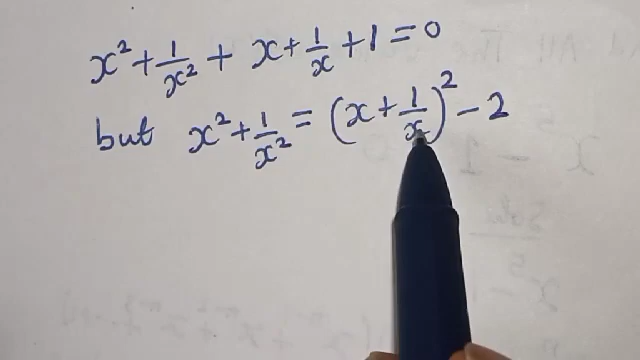 x² + 1/x² + x + 1/x + 1 = 0
but x² + 1/x² = (x + 1/x)² - 2